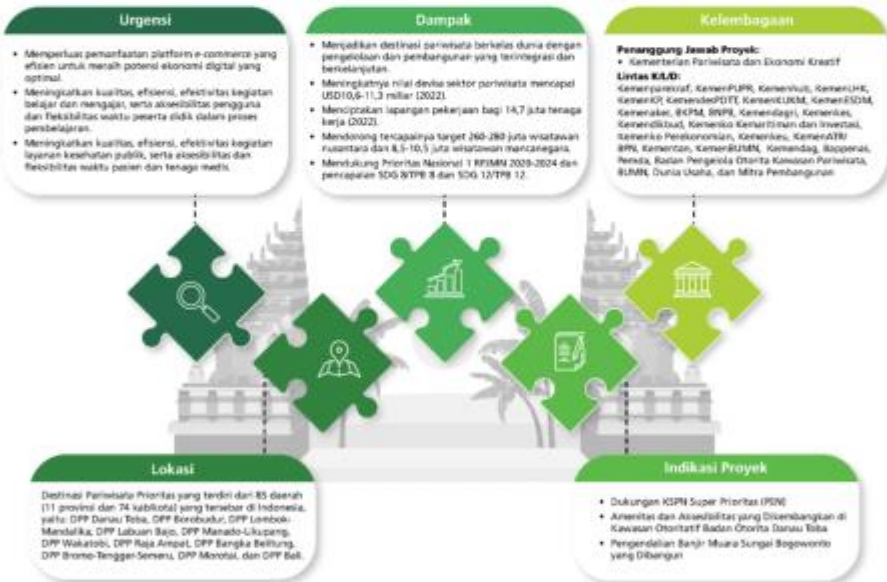 Urgensi
• Memperluas pemanfaatan platform e-commerce yang
efisien untuk meraih potensi ekonomi digital yang
optimal.
• Meningkatkan kualitas, efisiensi, efektivitas kegiatan
belajar dan mengajar, serta aksesibilitas pengguna
dan fleksibilitas waktu peserta didik dalam proses
pembelajaran.
• Meningkatkan kualitas, efisiensi, efektivitas kegiatan
layanan kesehatan publik, serta aksesibilitas dan
fleksibilitas waktu pasien dan tenaga medis.
Dampak
• Menjadikan destinasi pariwisata berkelas dunia dengan
pengelolaan dan pembangunan yang terintegrasi dan
berkelanjutan.
• Meningkatnya nilai devisa sektor pariwisata mencapai
USD10,6-11,3 miliar (2022).
• Menciptakan lapangan pekerjaan bagi 14,7 juta tenaga
kerja (2022).
• Mendorong tercapainya target 260-280 juta wisatawan
nusantara dan 8,5-10,5 juta wisatawan mancanegara.
• Mendukung Prioritas Nasional 1 RPJMN 2020-2024 dan
pencapaian SDG 8/TPB 8 dan SDG 12/TPB 12.
Kelembagaan
Penanggung Jawab Proyek:
• Kementerian Pariwisata dan Ekonomi Kreatif
Lintas K/L/D:
Kemenparekraf, KemenPUPR, Kemenhub, KemenLHK,
KemenKP, KemendesPDTT, KemenKUKM, KemenESDM,
Kemenaker, BKPM, BNPB, Kemendagri, Kemenkes,
Kemendikbud, Kemenko Kemaritiman dan Investasi,
Kemenko Perekonomian, Kemenkeu, KemenATR/
BPN, Kementan, KemenBUMN, Kemendag, Bappenas,
Pemda, Badan Pengelola Otorita Kawasan Pariwisata,
BUMN, Dunia Usaha, dan Mitra Pembangunan
Lokasi
Destinasi Pariwisata Prioritas yang terdiri dari 85 daerah
(11 provinsi dan 74 kab/kota) yang tersebar di Indonesia,
yaitu: DPP Danau Toba, DPP Borobudur, DPP Lombok-
Mandalika, DPP Labuan Bajo, DPP Manado-Likupang,
DPP Wakatobi, DPP Raja Ampat, DPP Bangka Belitung,
DPP Bromo-Tengger-Semeru, DPP Morotai, dan DPP Bali.
Indikasi Proyek
• Dukungan KSPN Super Prioritas (PEN)
• Amenitas dan Aksesibilitas yang Dikembangkan di
Kawasan Otoritatif Badan Otorita Danau Toba
• Pengendalian Banjir Muara Sungai Bogowonto
yang Dibangun